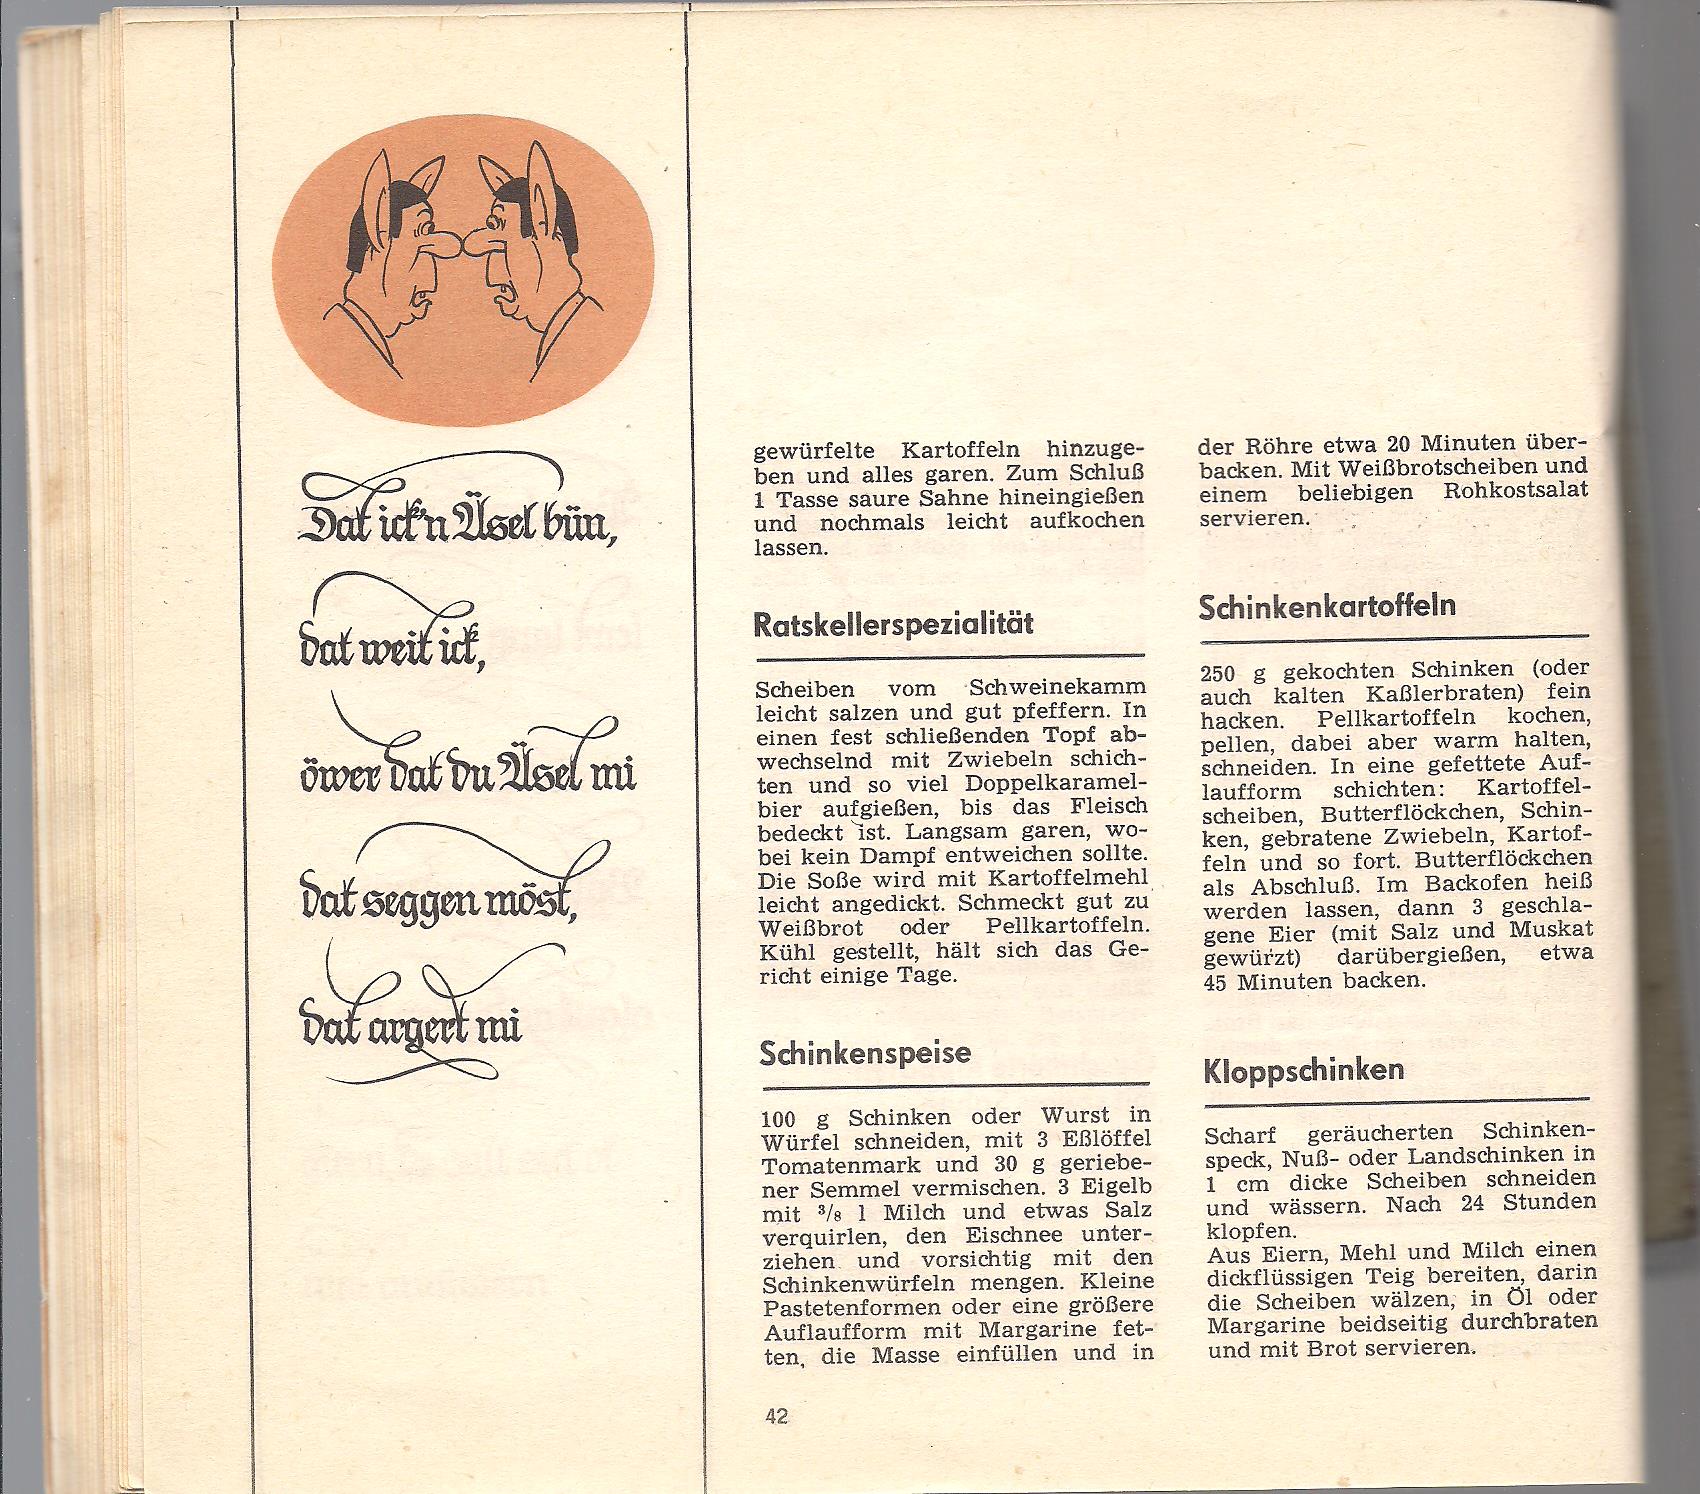 Dat ick'n Äsel bün,
dat weit ick,
öwer dat du Äsel mi
dat seggen möst,
dat argert mi
gewürfelte Kartoffeln hinzuge-
ben und alles garen. Zum Schluß
1 Tasse saure Sahne hineingießen
und nochmals leicht aufkochen
lassen.
Ratskellerspezialität
Scheiben vom Schweinekamm
leicht salzen und gut pfeffern. In
einen fest schließenden Topf ab-
wechselnd mit Zwiebeln schich-
ten und so viel Doppelkaramel-
bier aufgießen, bis das Fleisch
bedeckt ist. Langsam garen, wo-
bei kein Dampf entweichen sollte.
Die Soße wird mit Kartoffelmehl
leicht angedickt. Schmeckt gut zu
Weißbrot oder Pellkartoffeln.
Kühl gestellt, hält sich das Ge-
richt einige Tage.
Schinkenspeise
100 g Schinken oder Wurst in
Würfel schneiden, mit 3 Eßlöffel
Tomatenmark und 30 g geriebe-
ner Semmel vermischen. 3 Eigelb
mit ³/₈ l Milch und etwas Salz
verquirlen, den Eischnee unter-
ziehen und vorsichtig mit den
Schinkenwürfeln mengen. Kleine
Pastetenformen oder eine größere
Auflaufform mit Margarine fet-
ten, die Masse einfüllen und in
der Röhre etwa 20 Minuten über-
backen. Mit Weißbrotscheiben und
einem beliebigen Rohkostsalat
servieren.
Schinkenkartoffeln
250 g gekochten Schinken (oder
auch kalten Kaßlerbraten) fein
hacken. Pellkartoffeln kochen,
pellen, dabei aber warm halten,
schneiden. In eine gefettete Auf-
laufform schichten: Kartoffel-
scheiben, Butterflöckchen, Schin-
ken, gebratene Zwiebeln, Kartof-
feln und so fort. Butterflöckchen
als Abschluß. Im Backofen heiß
werden lassen, dann 3 geschla-
gene Eier (mit Salz und Muskat
gewürzt) darübergießen, etwa
45 Minuten backen.
Kloppschinken
Scharf geräucherten Schinken-
speck, Nuß- oder Landschinken in
1 cm dicke Scheiben schneiden
und wässern. Nach 24 Stunden
klopfen.
Aus Eiern, Mehl und Milch einen
dickflüssigen Teig bereiten, darin
die Scheiben wälzen, in Öl oder
Margarine beidseitig durchbraten
und mit Brot servieren.
42